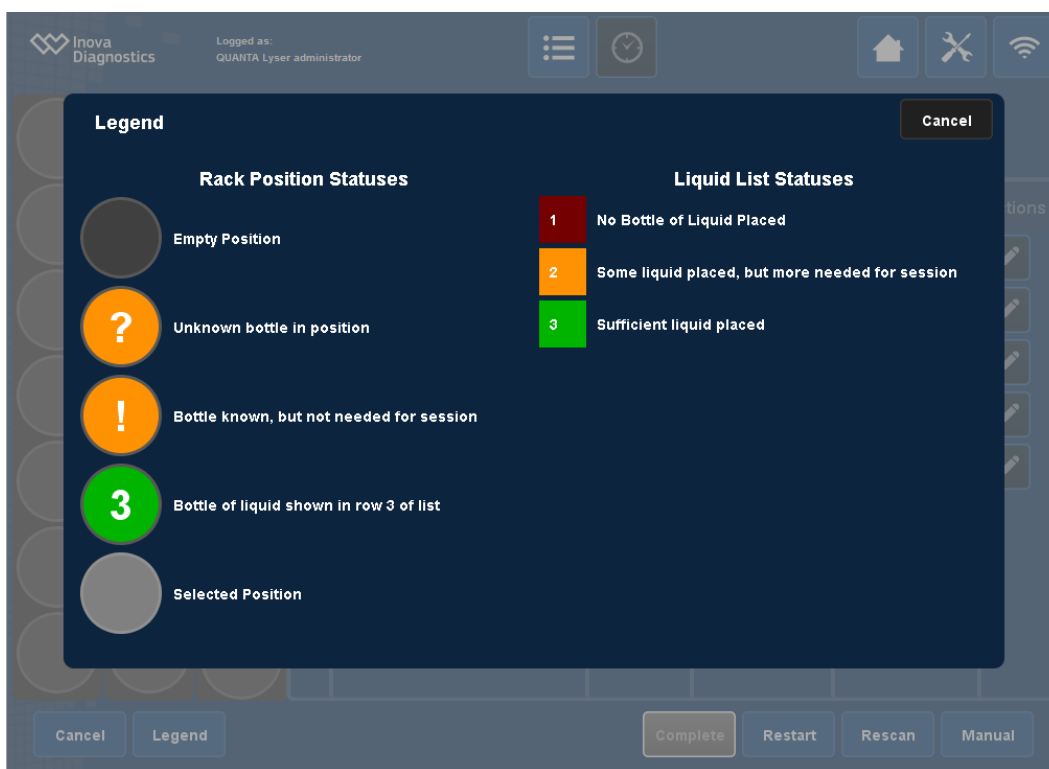 Inova
Diagnostics
Logged as:
QUANTA Lyser administrator
Legend
Cancel
Rack Position Statuses
Empty Position
? Unknown bottle in position
! Bottle known, but not needed for session
3 Bottle of liquid shown in row 3 of list
Selected Position
Liquid List Statuses
1 No Bottle of Liquid Placed
2 Some liquid placed, but more needed for session
3 Sufficient liquid placed
tions
Cancel
Legend
Complete
Restart
Rescan
Manual